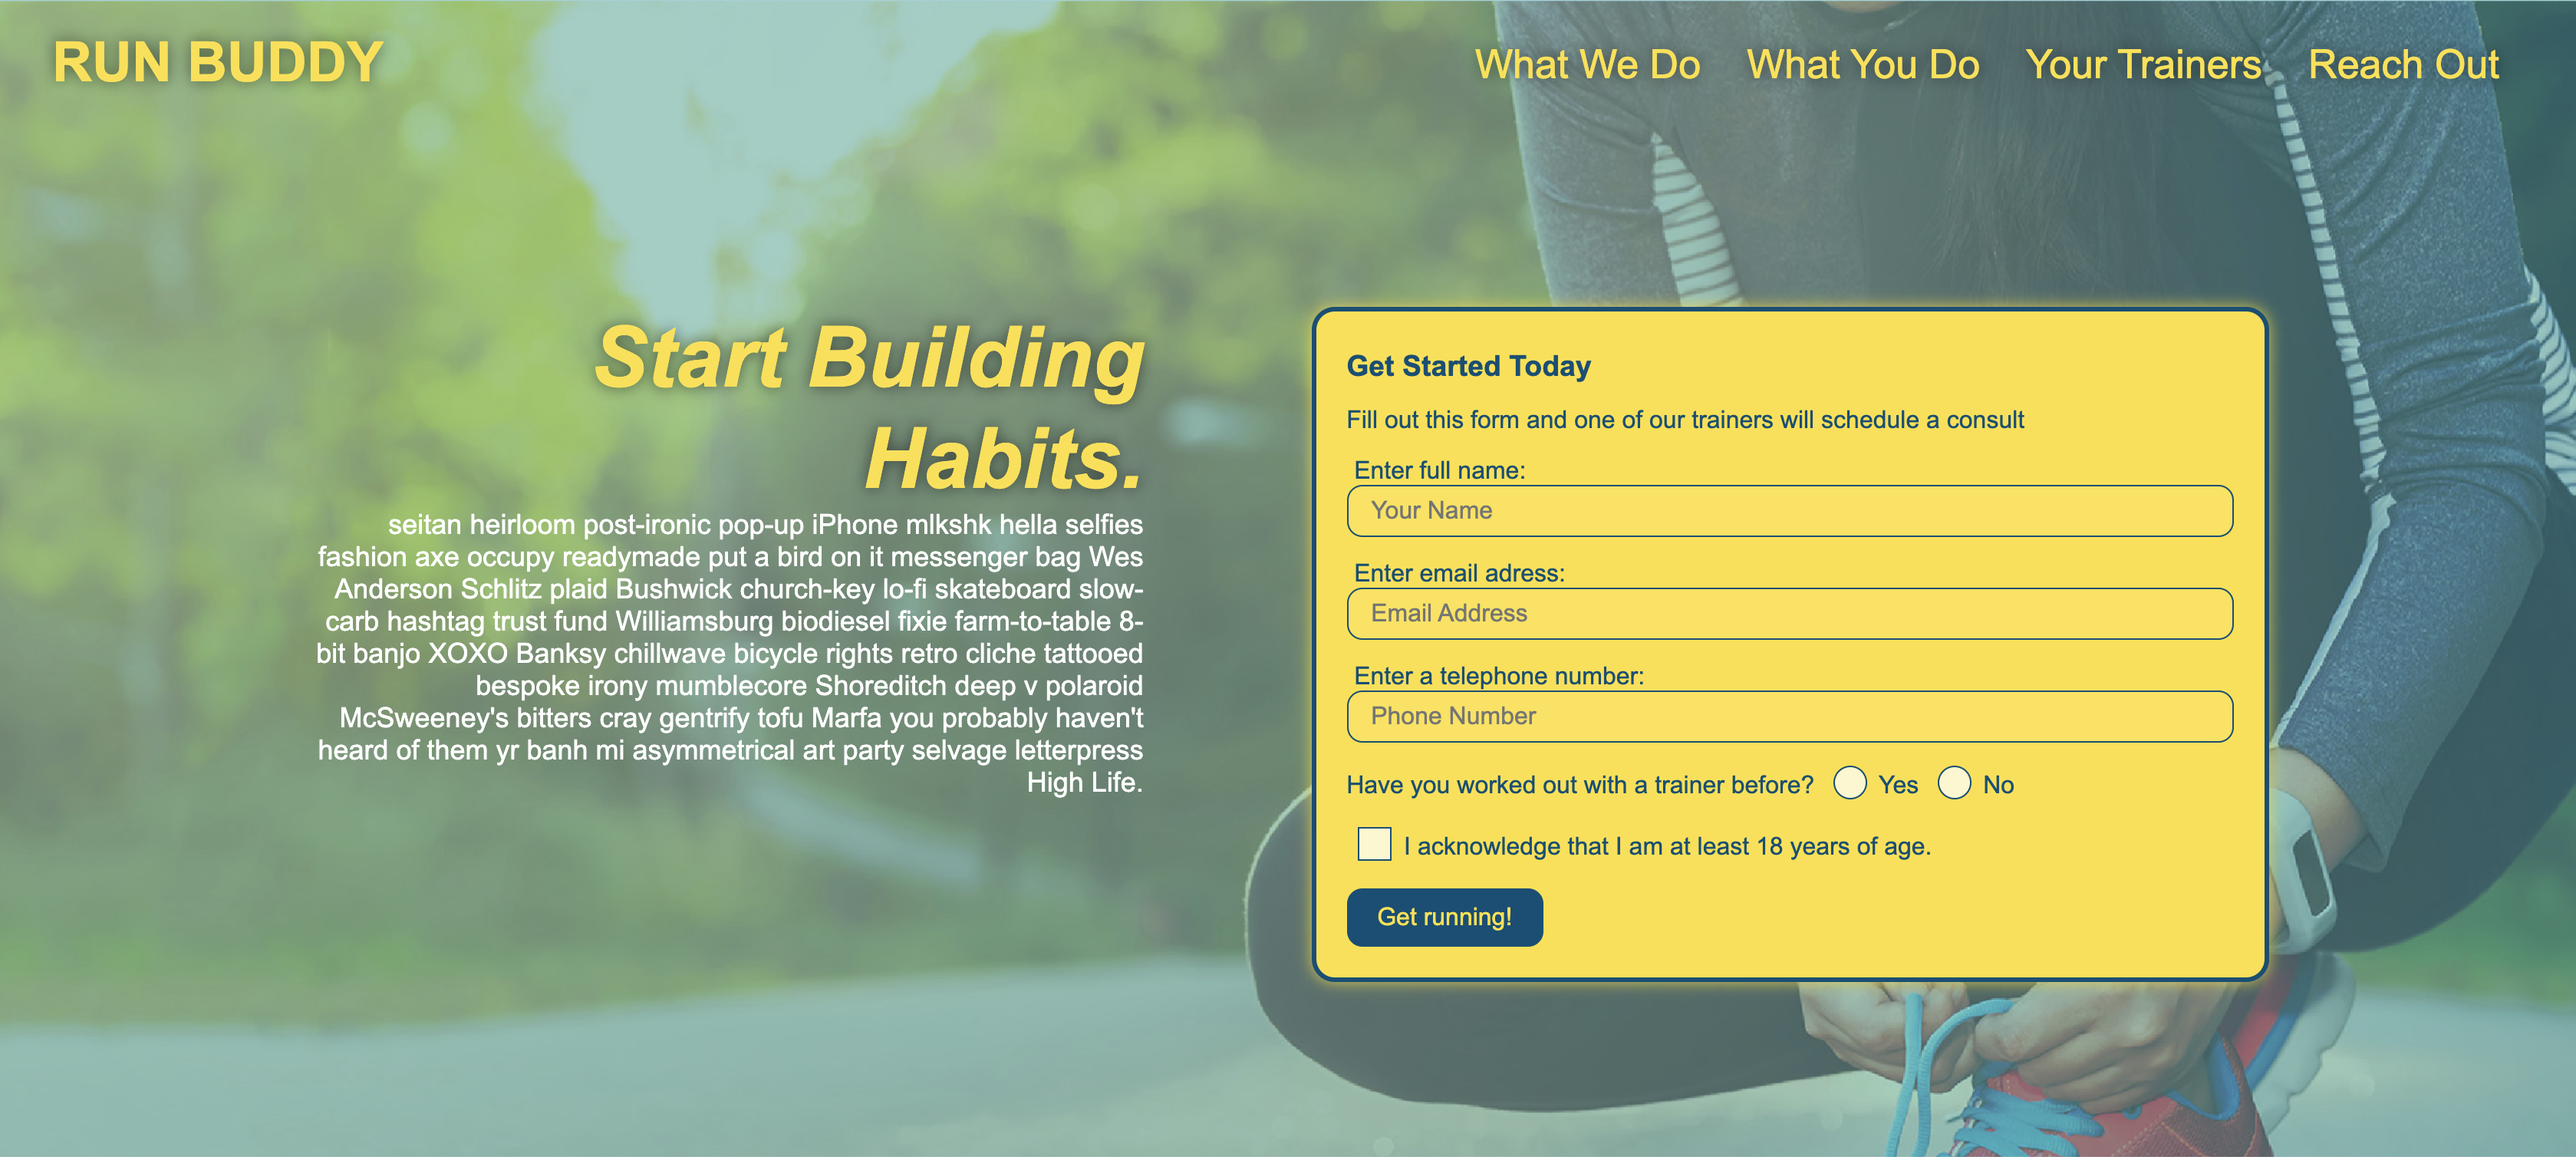 RUN BUDDY
What We Do What You Do Your Trainers Reach Out
Start Building
Habits.
seitan heirloom post-ironic pop-up iPhone mlkshk hella selfies
fashion axe occupy readymade put a bird on it messenger bag Wes
Anderson Schlitz plaid Bushwick church-key lo-fi skateboard slow-
carb hashtag trust fund Williamsburg biodiesel fixie farm-to-table 8-
bit banjo XOXO Banksy chillwave bicycle rights retro cliche tattooed
bespoke irony mumblecore Shoreditch deep v polaroid
McSweeney's bitters cray gentrify tofu Marfa you probably haven't
heard of them yr banh mi asymmetrical art party selvage letterpress
High Life.
Get Started Today
Fill out this form and one of our trainers will schedule a consult
Enter full name:
Your Name
Enter email adress:
Email Address
Enter a telephone number:
Phone Number
Have you worked out with a trainer before? Yes No
I acknowledge that I am at least 18 years of age.
Get running!